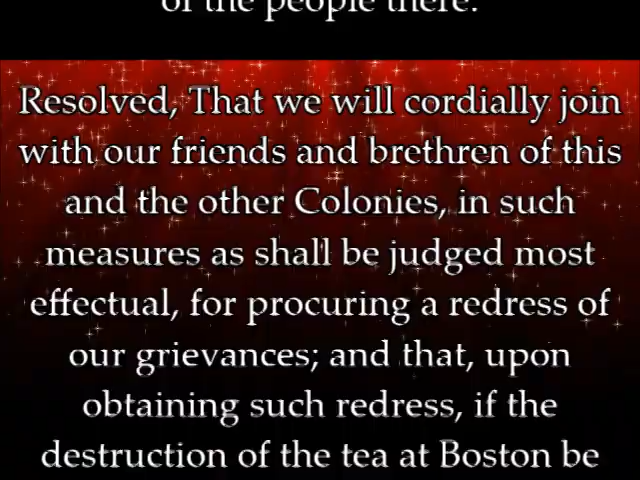 of the people there.
Resolved, That we will cordially join
with our friends and brethren of this
and the other Colonies, in such
measures as shall be judged most
effectual, for procuring a redress of
our grievances; and that, upon
obtaining such redress, if the
destruction of the tea at Boston be